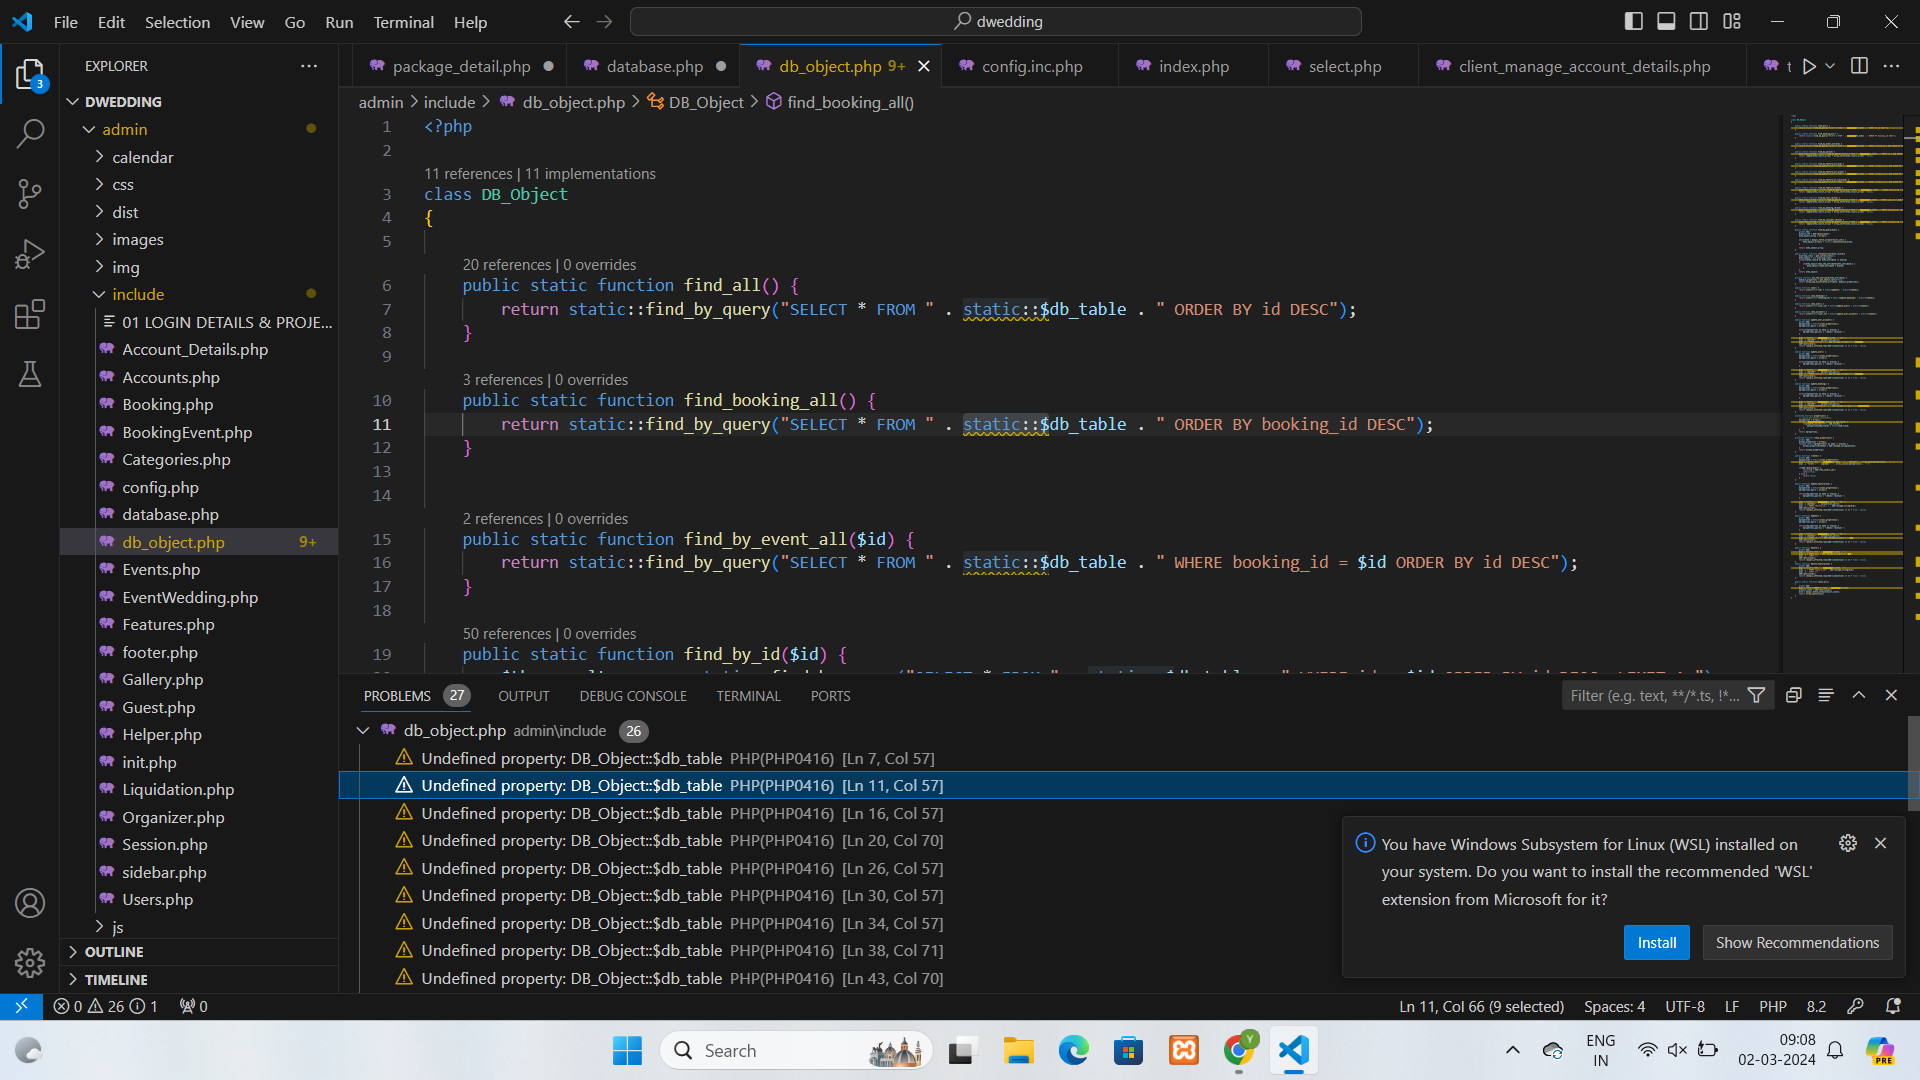 File Edit Selection View Go Run Terminal Help
dwedding
EXPLORER
DWEDDING
admin
calendar
css
dist
images
img
include
01 LOGIN DETAILS & PROJE...
Account_Details.php
Accounts.php
Booking.php
BookingEvent.php
Categories.php
config.php
database.php
db_object.php 9+
Events.php
EventWedding.php
Features.php
footer.php
Gallery.php
Guest.php
Helper.php
init.php
Liquidation.php
Organizer.php
Session.php
sidebar.php
Users.php
js
OUTLINE
TIMELINE
3
package_detail.php database.php db_object.php 9+ config.inc.php index.php select.php client_manage_account_details.php t
admin > include > db_object.php > DB_Object > find_booking_all()
1 <?php
2
11 references | 11 implementations
3 class DB_Object
4 {
5
20 references | 0 overrides
6 public static function find_all() {
7 return static::find_by_query("SELECT * FROM " . static::$db_table . " ORDER BY id DESC");
8 }
9
3 references | 0 overrides
10 public static function find_booking_all() {
11 return static::find_by_query("SELECT * FROM " . static::$db_table . " ORDER BY booking_id DESC");
12 }
13
14
2 references | 0 overrides
15 public static function find_by_event_all($id) {
16 return static::find_by_query("SELECT * FROM " . static::$db_table . " WHERE booking_id = $id ORDER BY id DESC");
17 }
18
50 references | 0 overrides
19 public static function find_by_id($id) {
PROBLEMS 27 OUTPUT DEBUG CONSOLE TERMINAL PORTS
Filter (e.g. text, **/*.ts, !*...
db_object.php admin\include 26
Undefined property: DB_Object::$db_table PHP(PHP0416) [Ln 7, Col 57]
Undefined property: DB_Object::$db_table PHP(PHP0416) [Ln 11, Col 57]
Undefined property: DB_Object::$db_table PHP(PHP0416) [Ln 16, Col 57]
Undefined property: DB_Object::$db_table PHP(PHP0416) [Ln 20, Col 70]
Undefined property: DB_Object::$db_table PHP(PHP0416) [Ln 26, Col 57]
Undefined property: DB_Object::$db_table PHP(PHP0416) [Ln 30, Col 57]
Undefined property: DB_Object::$db_table PHP(PHP0416) [Ln 34, Col 57]
Undefined property: DB_Object::$db_table PHP(PHP0416) [Ln 38, Col 71]
Undefined property: DB_Object::$db_table PHP(PHP0416) [Ln 43, Col 70]
You have Windows Subsystem for Linux (WSL) installed on
your system. Do you want to install the recommended 'WSL'
extension from Microsoft for it?
Install Show Recommendations
0 26 1 0
Ln 11, Col 66 (9 selected) Spaces: 4 UTF-8 LF PHP 8.2
Search
Y
ENG
IN
09:08
02-03-2024
PRE